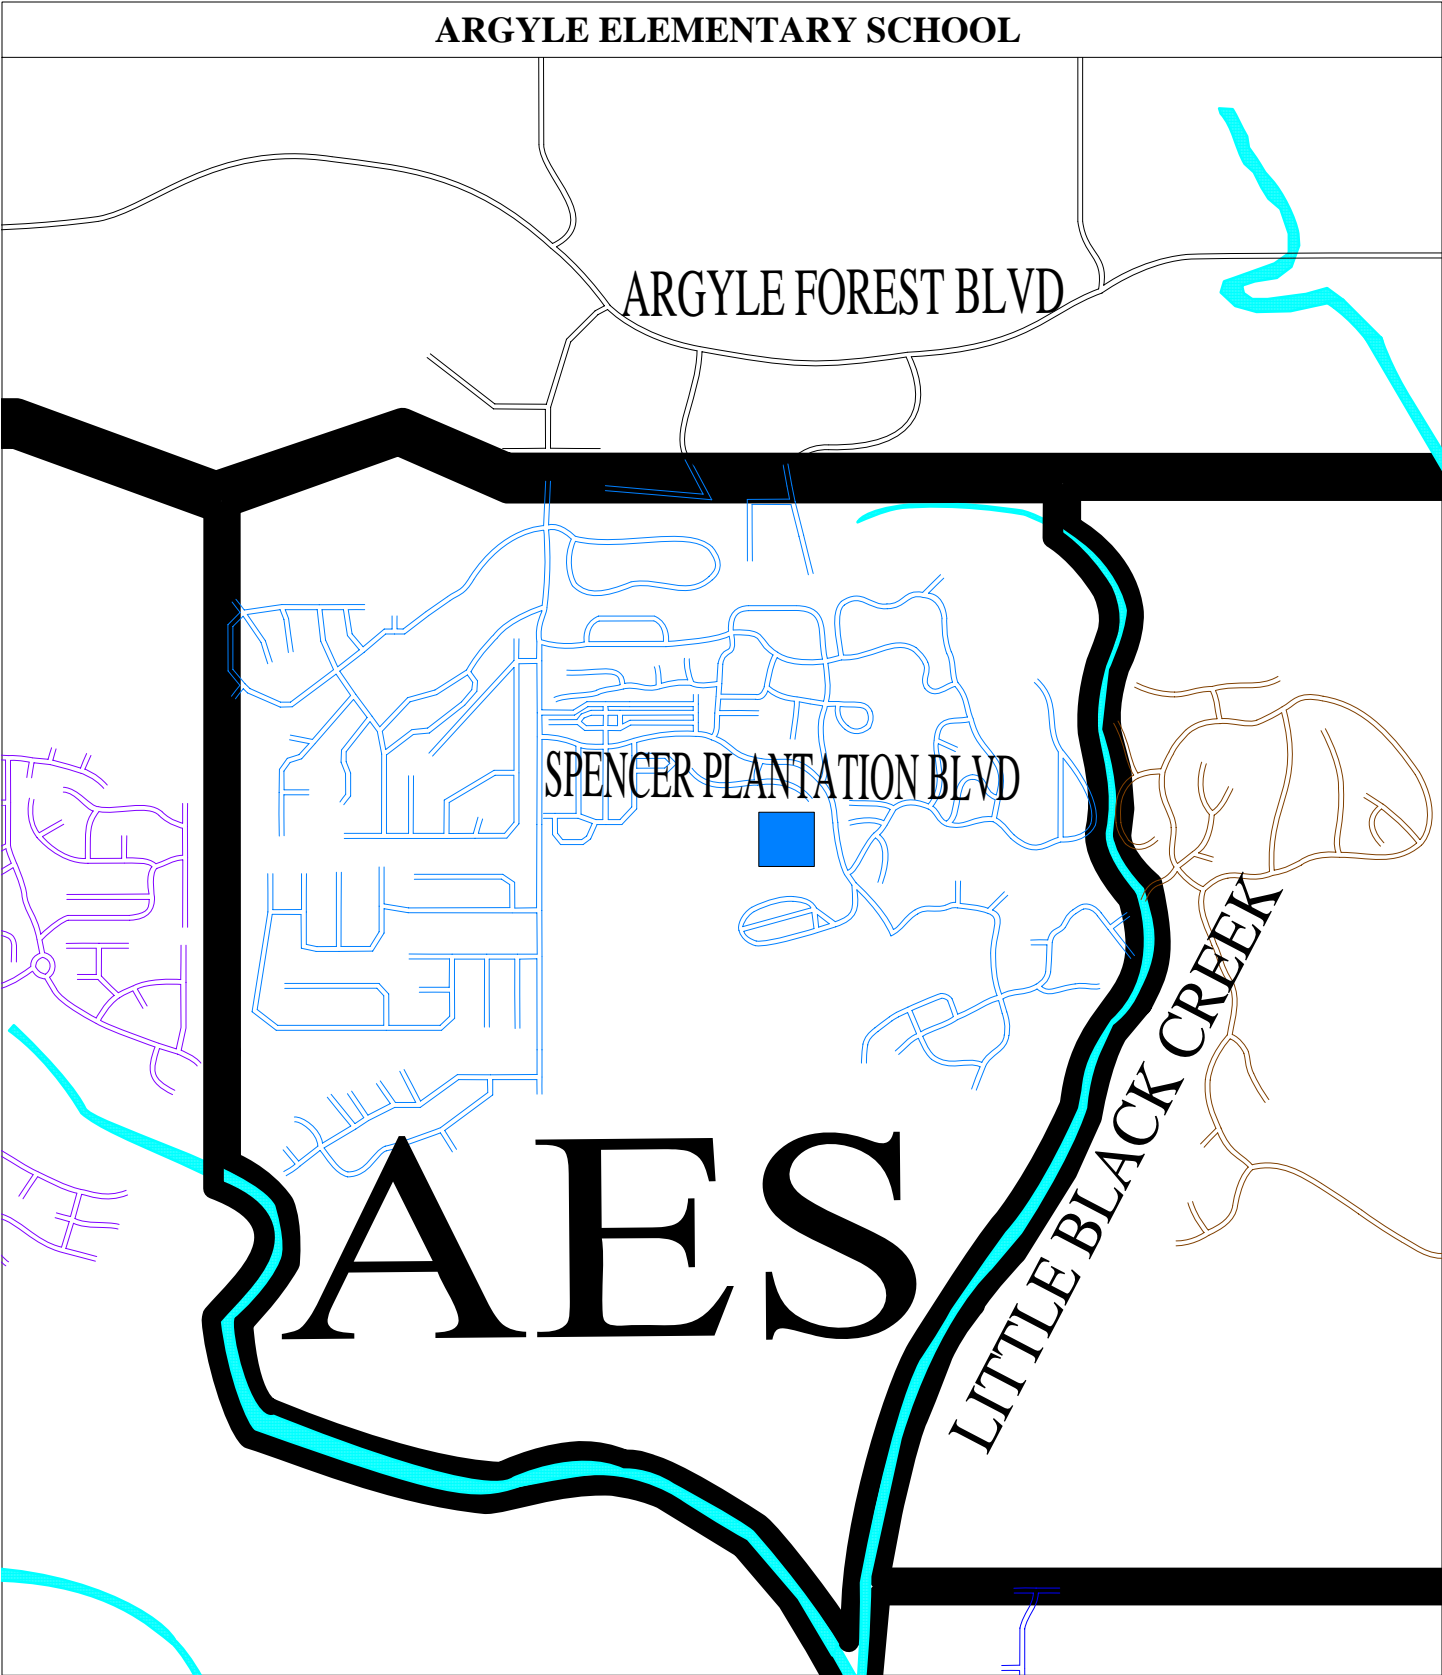 ARGYLE ELEMENTARY SCHOOL
ARGYLE FOREST BLVD
SPENCER PLANTATION BLVD
LITTLE BLACK CREEK
AES